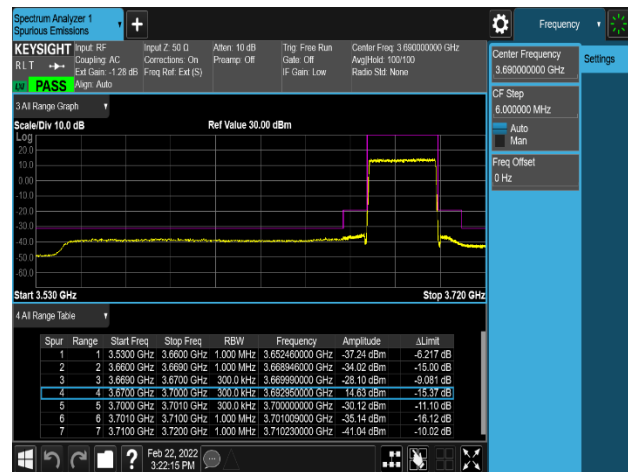 Spectrum Analyzer 1
Spurious Emissions
Frequency
KEYSIGHT Input: RF Input Z: 50 Ω Atten: 10 dB Trig: Free Run Center Freq: 3.690000000 GHz
RLT Coupling: AC Corrections: On Preamp: Off Gate: Off Avg|Hold: 100/100
Ext Gain: -1.28 dB Freq Ref: Ext (S) IF Gain: Low Radio Std: None
LW PASS Align: Auto
Center Frequency
3.690000000 GHz
Settings
CF Step
6.000000 MHz
Auto
Man
Freq Offset
0 Hz
3 All Range Graph
Scale/Div 10.0 dB Ref Value 30.00 dBm
Log
20.0
10.0
0.00
-10.0
-20.0
-30.0
-40.0
-50.0
-60.0
Start 3.530 GHz Stop 3.720 GHz
4 All Range Table
Spur Range Start Freq Stop Freq RBW Frequency Amplitude ΔLimit
1 1 3.5300 GHz 3.6600 GHz 1.000 MHz 3.652460000 GHz -37.24 dBm -6.217 dB
2 2 3.6600 GHz 3.6690 GHz 1.000 MHz 3.668946000 GHz -34.02 dBm -15.00 dB
3 3 3.6690 GHz 3.6700 GHz 300.0 kHz 3.669990000 GHz -28.10 dBm -9.081 dB
4 4 3.6700 GHz 3.7000 GHz 300.0 kHz 3.692950000 GHz 14.63 dBm -15.37 dB
5 5 3.7000 GHz 3.7010 GHz 300.0 kHz 3.700000000 GHz -30.12 dBm -11.10 dB
6 6 3.7010 GHz 3.7100 GHz 1.000 MHz 3.701009000 GHz -35.14 dBm -16.12 dB
7 7 3.7100 GHz 3.7200 GHz 1.000 MHz 3.710230000 GHz -41.04 dBm -10.02 dB
Feb 22, 2022
3:22:15 PM